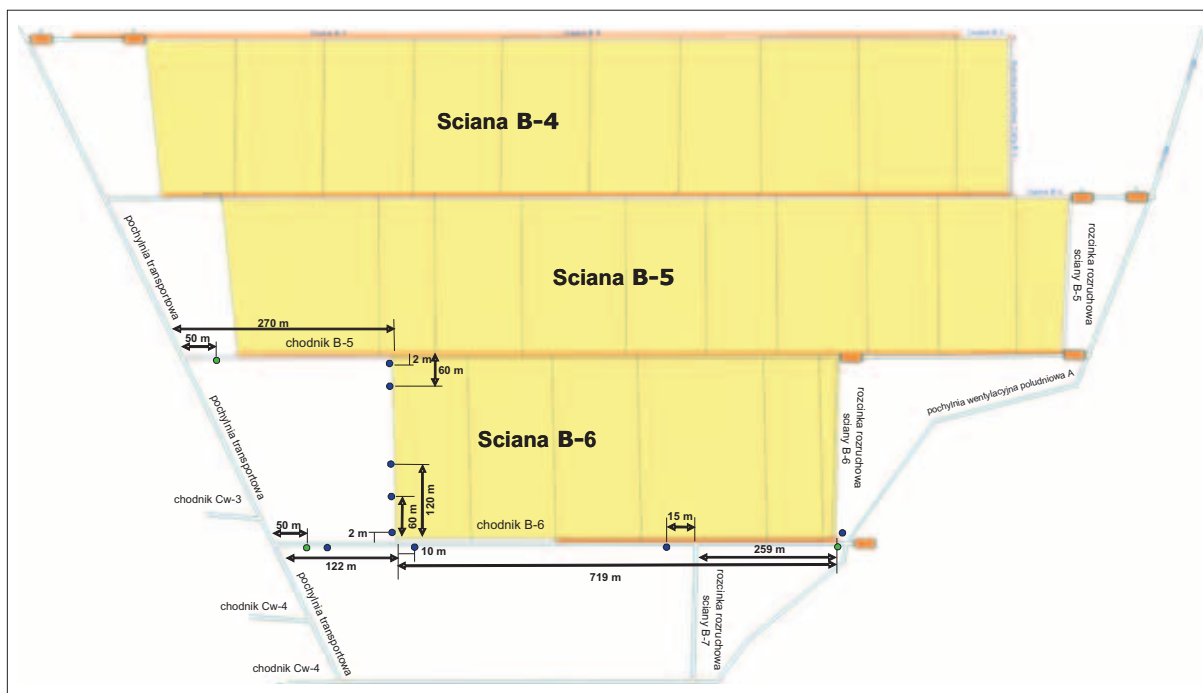 Sciana B-4
pochylnia transportowa
Sciana B-5
rozcinka rozruchowa
sciany B-5
270 m
50 m
chodnik B-5
2 m
60 m
pochylnia wentylacyjna południowa A
pochylnia transportowa
Sciana B-6
rozcinka rozruchowa
sciany B-6
chodnik Cw-3
120 m
60 m
50 m
2 m
chodnik B-6
15 m
10 m
122 m
259 m
719 m
pochylnia transportowa
chodnik Cw-4
rozcinka rozruchowa
sciany B-7
chodnik Cw-4